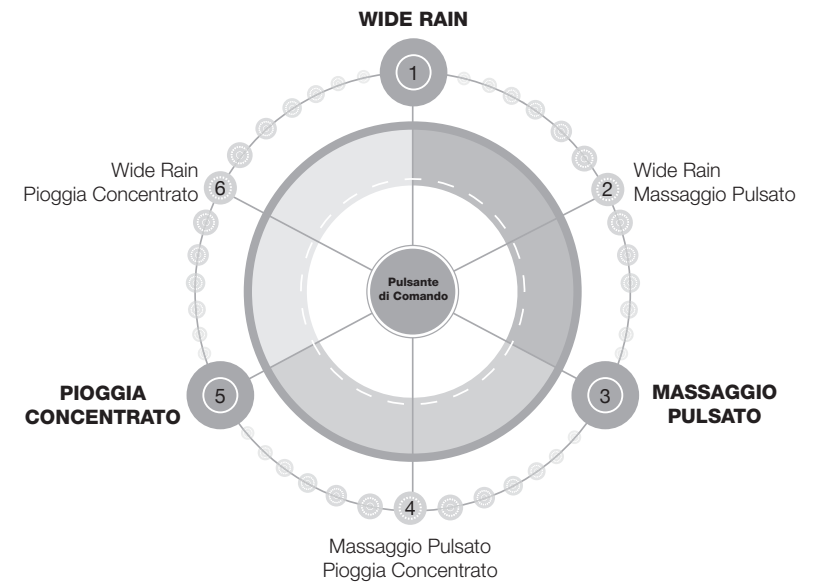 WIDE RAIN
1
Wide Rain
Pioggia Concentrato
6
2
Wide Rain
Massaggio Pulsato
Pulsante
di Comando
PIOGGIA
CONCENTRATO
5
3
MASSAGGIO
PULSATO
4
Massaggio Pulsato
Pioggia Concentrato